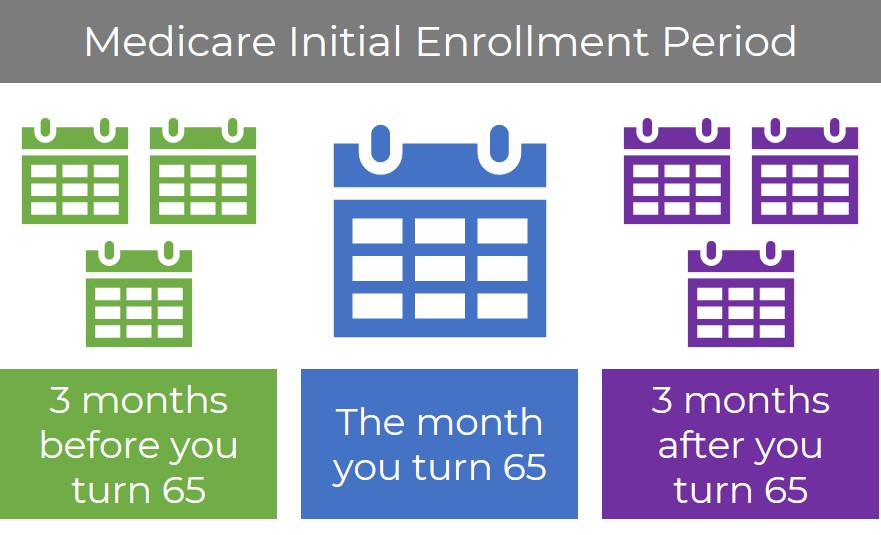 Medicare Initial Enrollment Period
3 months
before you
turn 65
The month
you turn 65
3 months
after you
turn 65